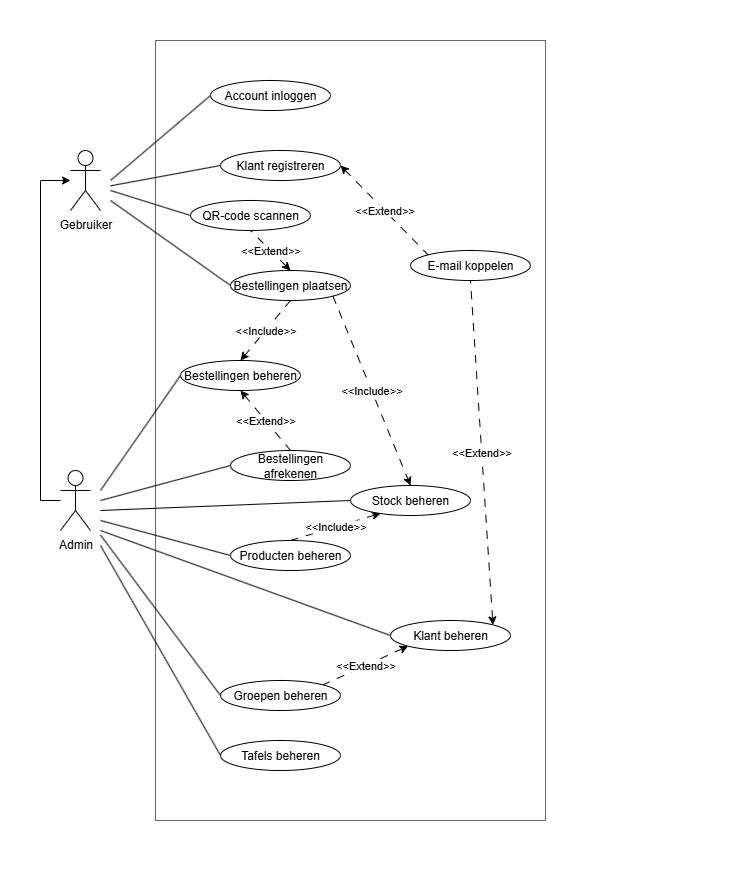 Account inloggen
Klant registreren
QR-code scannen
<<Extend>>
Gebruiker
<<Extend>>
E-mail koppelen
Bestellingen plaatsen
<<Include>>
Bestellingen beheren
<<Include>>
<<Extend>>
<<Extend>>
Bestellingen
afrekenen
Stock beheren
<<Include>>
Admin
Producten beheren
Klant beheren
<<Extend>>
Groepen beheren
Tafels beheren